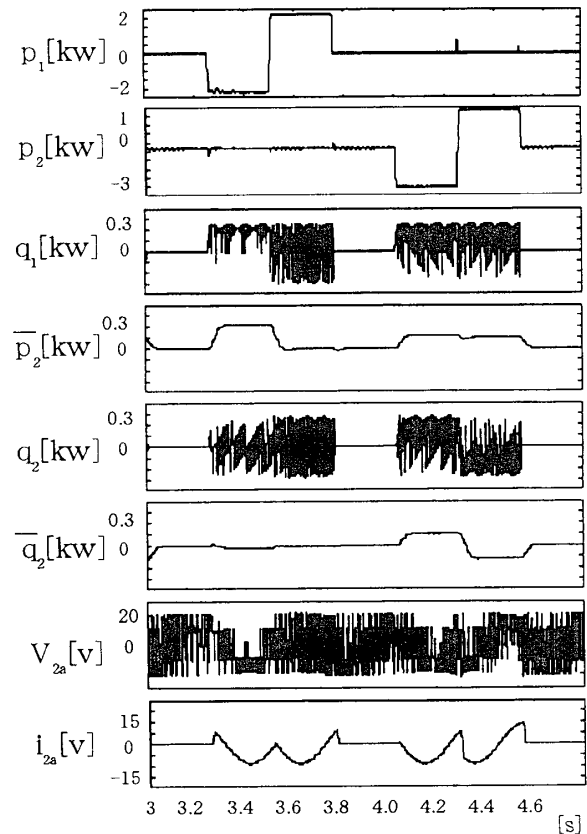 2
p₁[kw] 0
-2
1
p₂[kw] 0
-3
0.3
q₁[kw] 0
0.3
p̅₂[kw] 0
0.3
q₂[kw] 0
0.3
q̅₂[kw] 0
20
V₂ₐ[v] 0
15
i₂ₐ[v] 0
-15
3 3.2 3.4 3.6 3.8 4.0 4.2 4.4 4.6
[s]